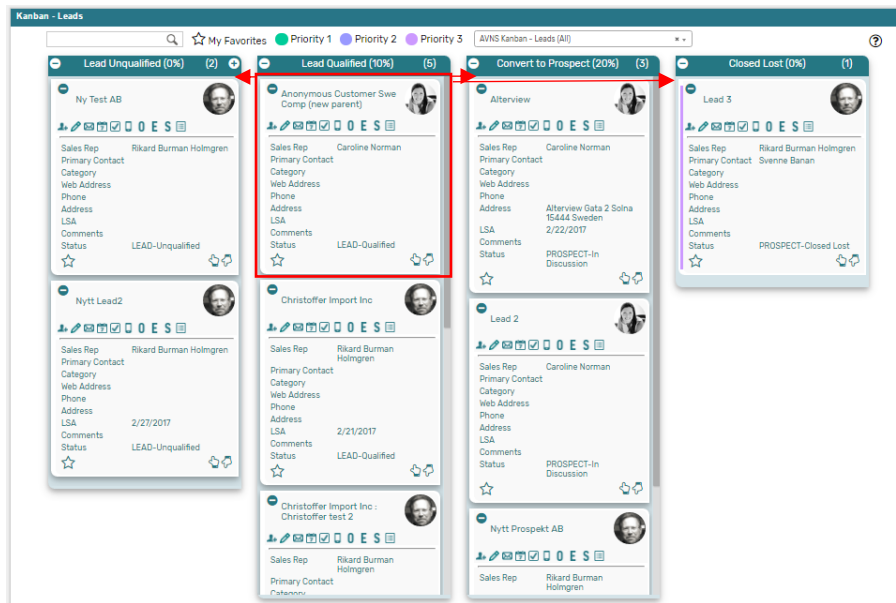 Kanban - Leads
My Favorites Priority 1 Priority 2 Priority 3 AVNS Kanban - Leads (All)
Lead Unqualified (0%) (2)
Ny Test AB
O E S
Sales Rep Rikard Burman Holmgren
Primary Contact
Category
Web Address
Phone
Address
LSA
Comments
Status LEAD-Unqualified
Nytt Lead2
O E S
Sales Rep Rikard Burman Holmgren
Primary Contact
Category
Web Address
Phone
Address
LSA 2/27/2017
Comments
Status LEAD-Unqualified
Lead Qualified (10%) (5)
Anonymous Customer Swe
Comp (new parent)
O E S
Sales Rep Caroline Norman
Primary Contact
Category
Web Address
Phone
Address
LSA
Comments
Status LEAD-Qualified
Christoffer Import Inc
O E S
Sales Rep Rikard Burman
Holmgren
Primary Contact
Category
Web Address
Phone
Address
LSA 2/21/2017
Comments
Status LEAD-Qualified
Christoffer Import Inc :
Christoffer test 2
O E S
Sales Rep Rikard Burman
Holmgren
Primary Contact
Category
Convert to Prospect (20%) (3)
Alterview
O E S
Sales Rep Caroline Norman
Primary Contact
Category
Web Address
Phone
Address Alterview Gata 2 Solna
15444 Sweden
LSA 2/22/2017
Comments
Status PROSPECT-In
Discussion
Lead 2
O E S
Sales Rep Caroline Norman
Primary Contact
Category
Web Address
Phone
Address
LSA
Comments
Status PROSPECT-In
Discussion
Nytt Prospekt AB
O E S
Sales Rep Rikard Burman
Holmgren
Closed Lost (0%) (1)
Lead 3
O E S
Sales Rep Rikard Burman Holmgren
Primary Contact Svenne Banan
Category
Web Address
Phone
Address
LSA
Comments
Status PROSPECT-Closed Lost